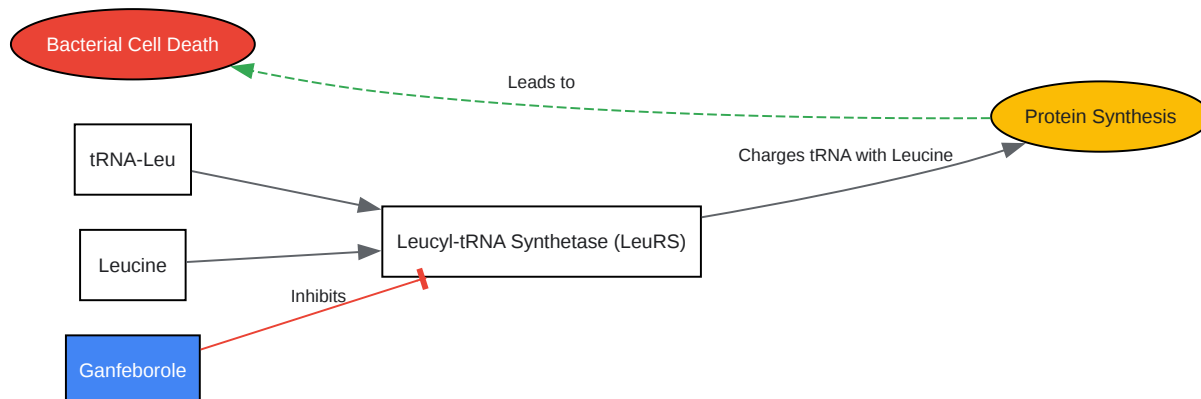 Bacterial Cell Death
Leads to
Protein Synthesis
tRNA-Leu
Charges tRNA with Leucine
Leucyl-tRNA Synthetase (LeuRS)
Leucine
Inhibits
Ganfeborole